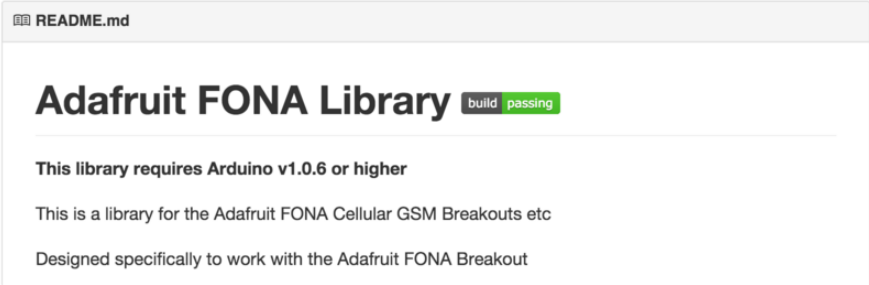 README.md
Adafruit FONA Library build passing
This library requires Arduino v1.0.6 or higher
This is a library for the Adafruit FONA Cellular GSM Breakouts etc
Designed specifically to work with the Adafruit FONA Breakout